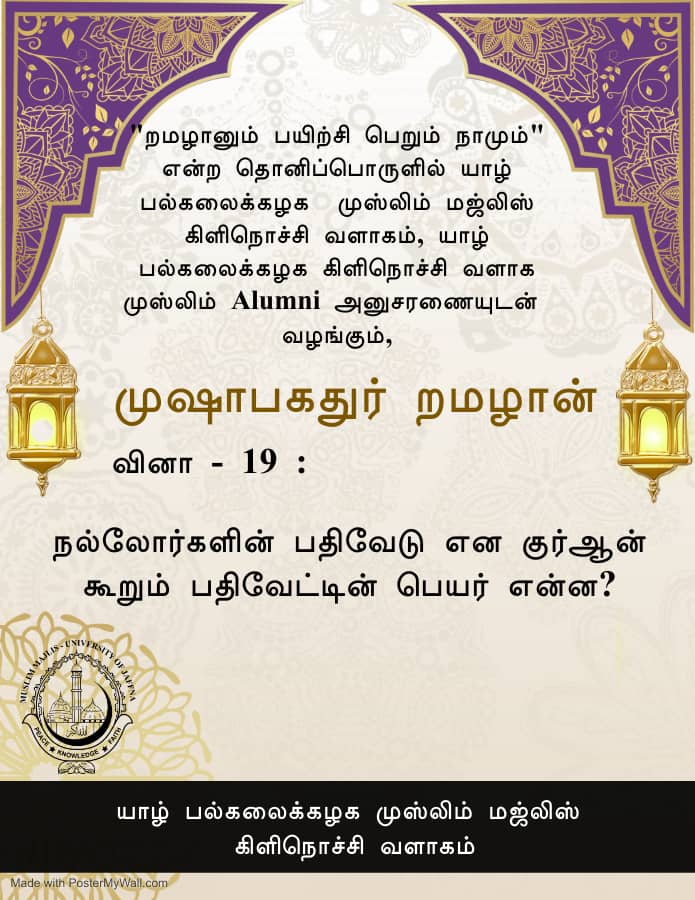 "றமழானும் பயிற்சி பெறும் நாமும்"
என்ற தொனிப்பொருளில் யாழ்
பல்கலைக்கழக முஸ்லிம் மஜ்லிஸ்
கிளிநொச்சி வளாகம், யாழ்
பல்கலைக்கழக கிளிநொச்சி வளாக
முஸ்லிம் Alumni அனுசரணையுடன்
வழங்கும்,
முஷாபகதுர் றமழான்
வினா - 19 :
நல்லோர்களின் பதிவேடு என குர்ஆன்
கூறும் பதிவேட்டின் பெயர் என்ன?
MUSLIM MAJLIS - UNIVERSITY OF JAFFNA
PEACE ★ KNOWLEDGE ★ FAITH
யாழ் பல்கலைக்கழக முஸ்லிம் மஜ்லிஸ்
கிளிநொச்சி வளாகம்
Made with PosterMyWall.com